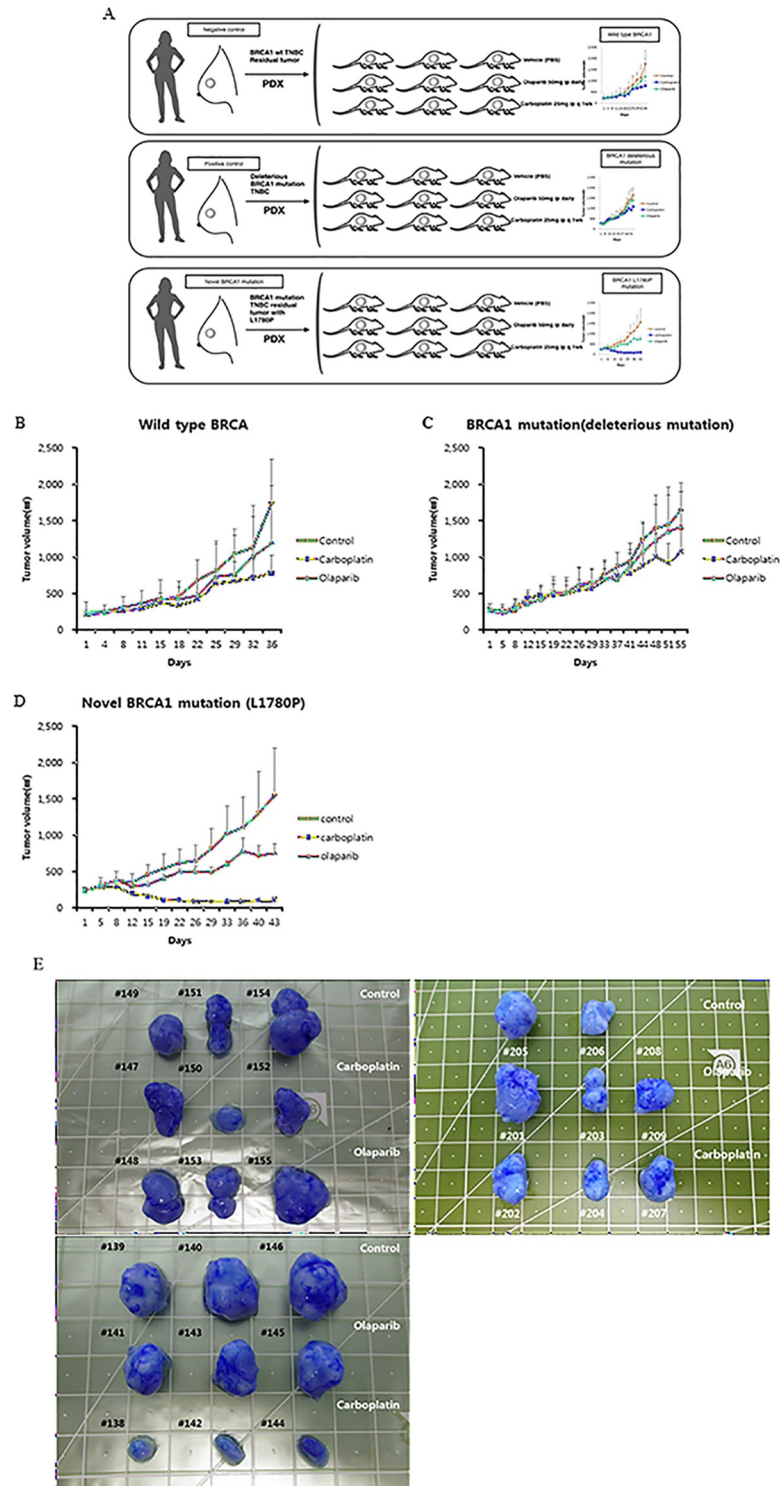 A
Negative control
BRCA1 wt TNBC
Residual tumor
PDX
Vehicle (PBS)
Olaparib 50mg ip daily
Carboplatin 25mg ip q 1wk
Wild type BRCA1
Control
Carboplatin
Olaparib
Positive control
Deleterious
BRCA1 mutation
TNBC
PDX
Vehicle (PBS)
Olaparib 50mg ip daily
Carboplatin 25mg ip q 1wk
BRCA1 deleterious
mutation
Control
Carboplatin
Olaparib
Novel BRCA1 mutation
BRCA1 mutation
TNBC residual
tumor with
L1780P
PDX
Vehicle (PBS)
Olaparib 50mg ip daily
Carboplatin 25mg ip q 1wk
BRCA1 L1780P
mutation
control
carboplatin
olaparib
B
Wild type BRCA
Tumor volume
2,500
2,000
1,500
1,000
500
0
1 4 8 11 15 18 22 25 29 32 36
Days
Control
Carboplatin
Olaparib
C
BRCA1 mutation(deleterious mutation)
Tumor volume
2,500
2,000
1,500
1,000
500
0
1 5 8 12 15 19 22 26 29 33 37 41 44 48 51 55
Days
Control
Carboplatin
Olaparib
D
Novel BRCA1 mutation (L1780P)
Tumor volume
2,500
2,000
1,500
1,000
500
0
1 5 8 12 15 19 22 26 29 33 36 40 43
Days
control
carboplatin
olaparib
E
#149 #151 #154 Control
#147 #150 #152 Carboplatin
#148 #153 #155 Olaparib
Control
#205 #206 #208
Olaparib
A6
#201 #203 #209
Carboplatin
#202 #204 #207
#139 #140 #146 Control
#141 #143 #145 Olaparib
#138 #142 #144 Carboplatin